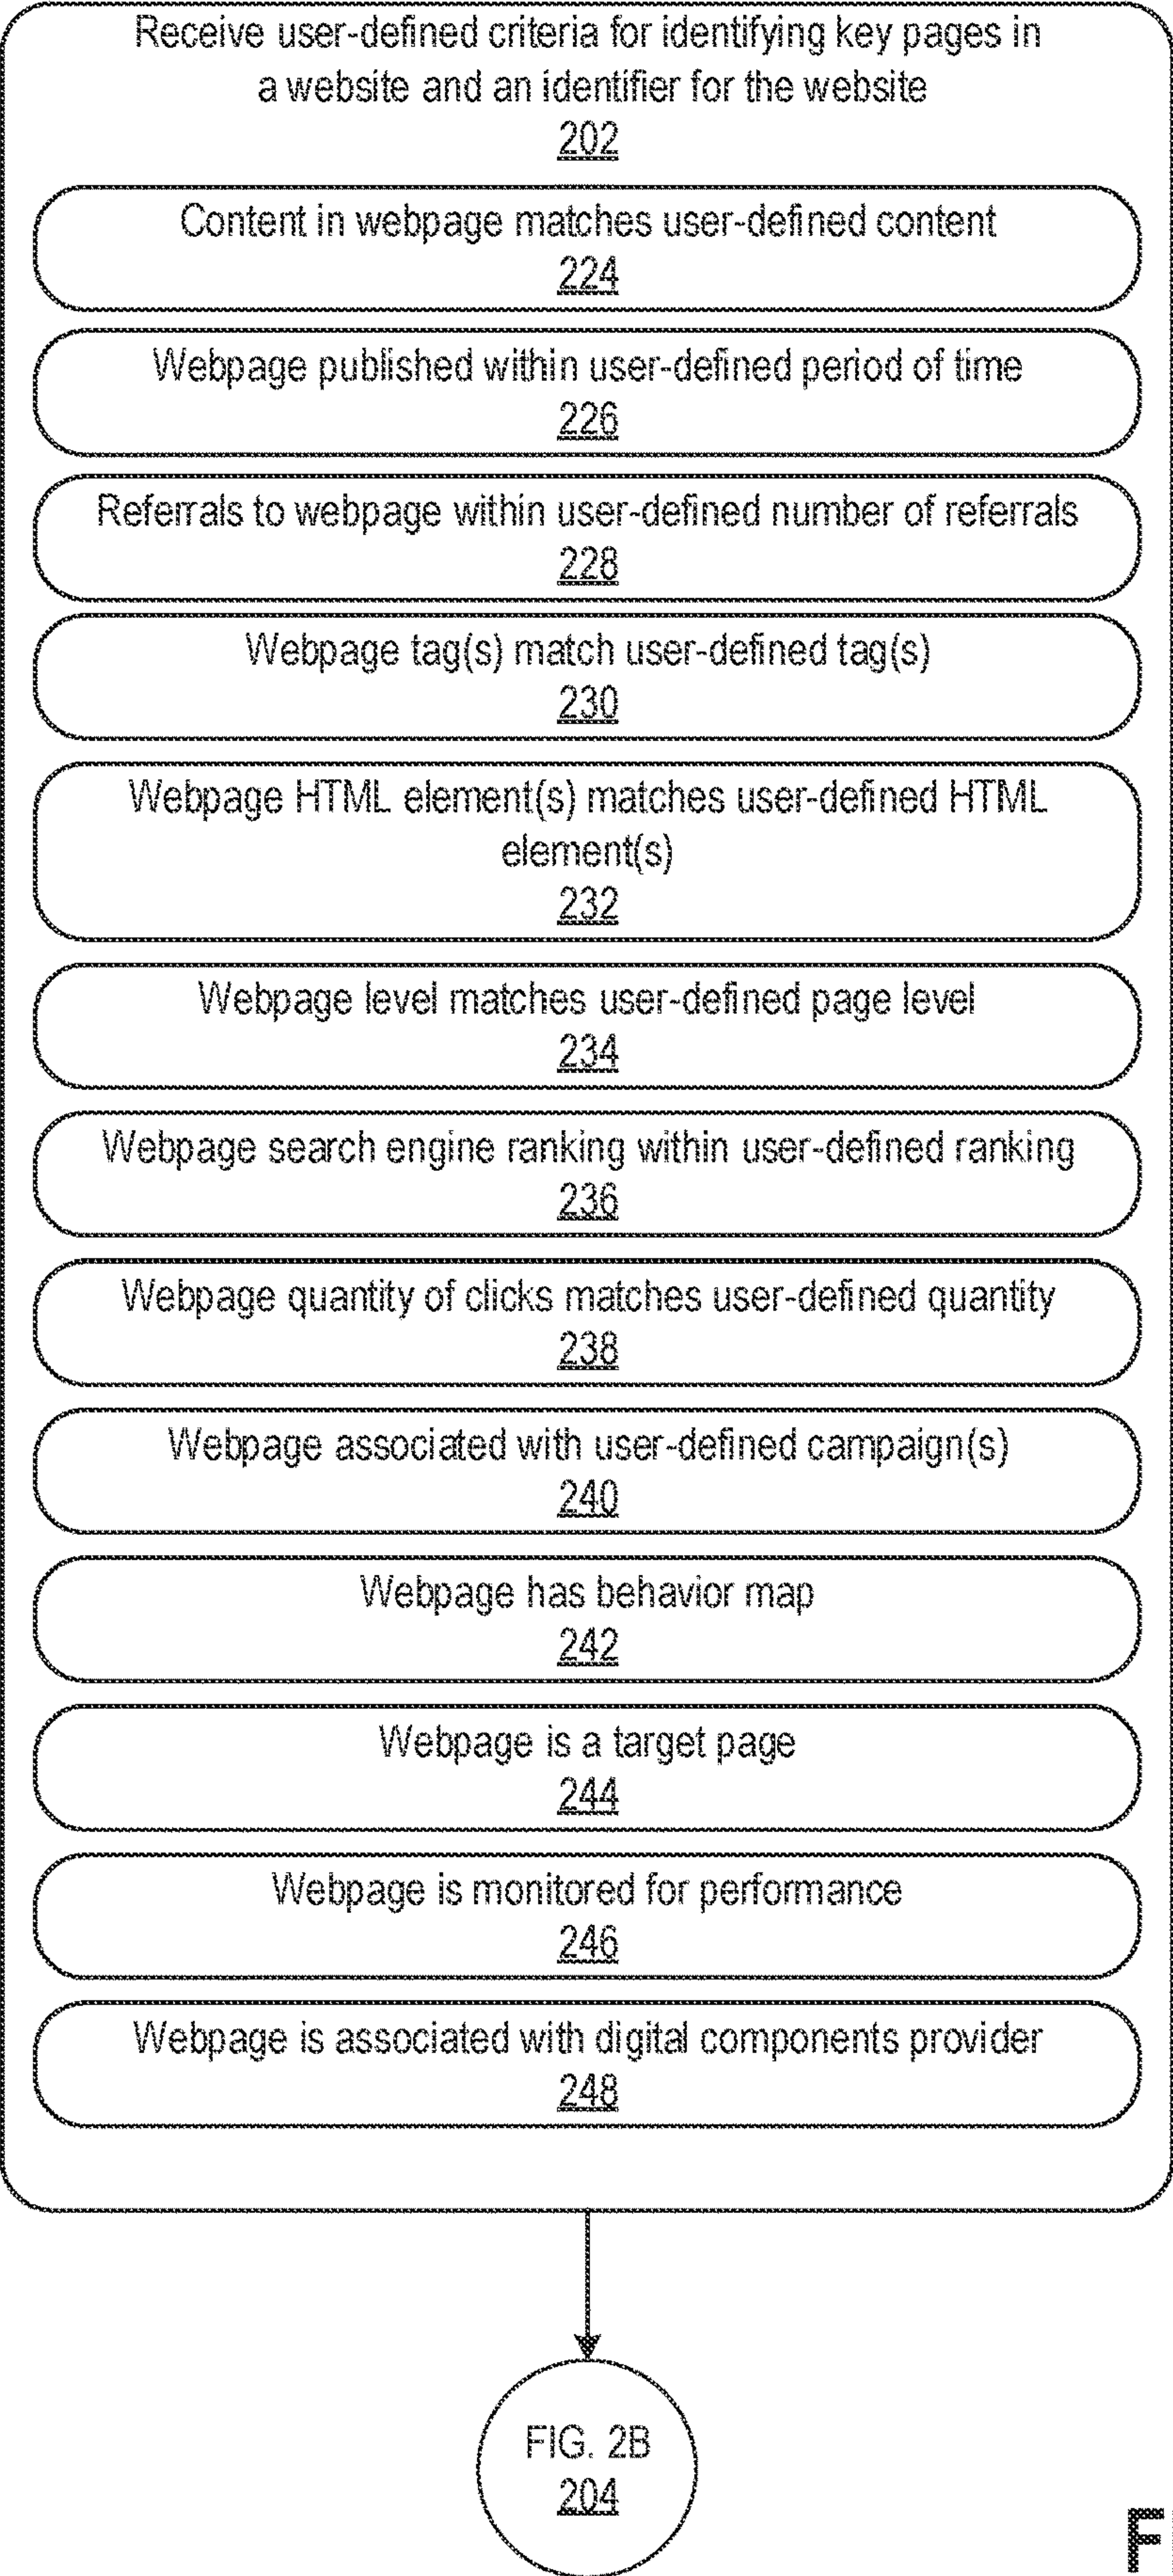 Receive user-defined criteria for identifying key pages in
a website and an identifier for the website
202
Content in webpage matches user-defined content
224
Webpage published within user-defined period of time
226
Referrals to webpage within user-defined number of referrals
228
Webpage tag(s) match user-defined tag(s)
230
Webpage HTML element(s) matches user-defined HTML
element(s)
232
Webpage level matches user-defined page level
234
Webpage search engine ranking within user-defined ranking
236
Webpage quantity of clicks matches user-defined quantity
238
Webpage associated with user-defined campaign(s)
240
Webpage has behavior map
242
Webpage is a target page
244
Webpage is monitored for performance
246
Webpage is associated with digital components provider
248
FIG. 2B
204
F